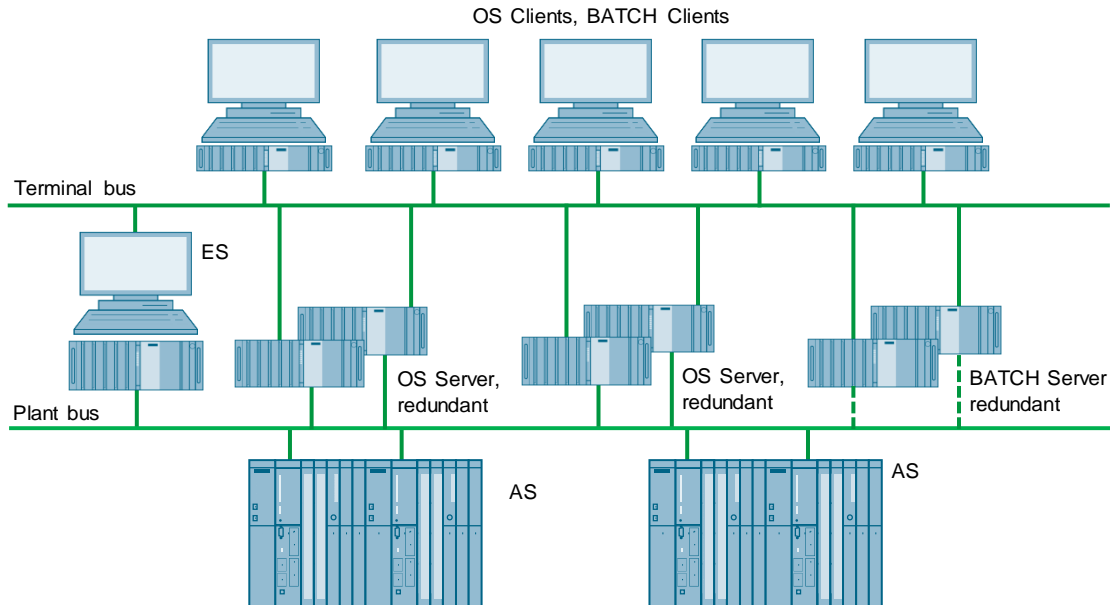 OS Clients, BATCH Clients
Terminal bus
ES
OS Server,
redundant
OS Server,
redundant
BATCH Server
redundant
Plant bus
AS
AS